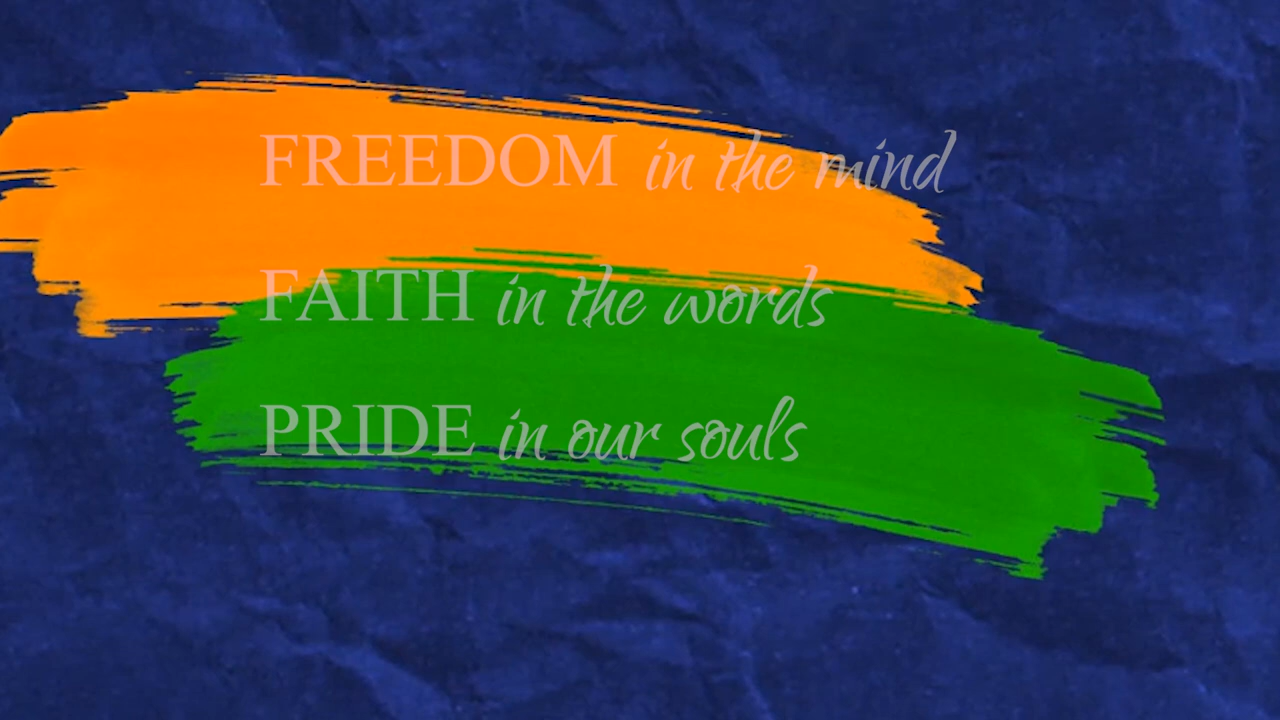 FREEDOM in the mind
FAITH in the words
PRIDE in our souls